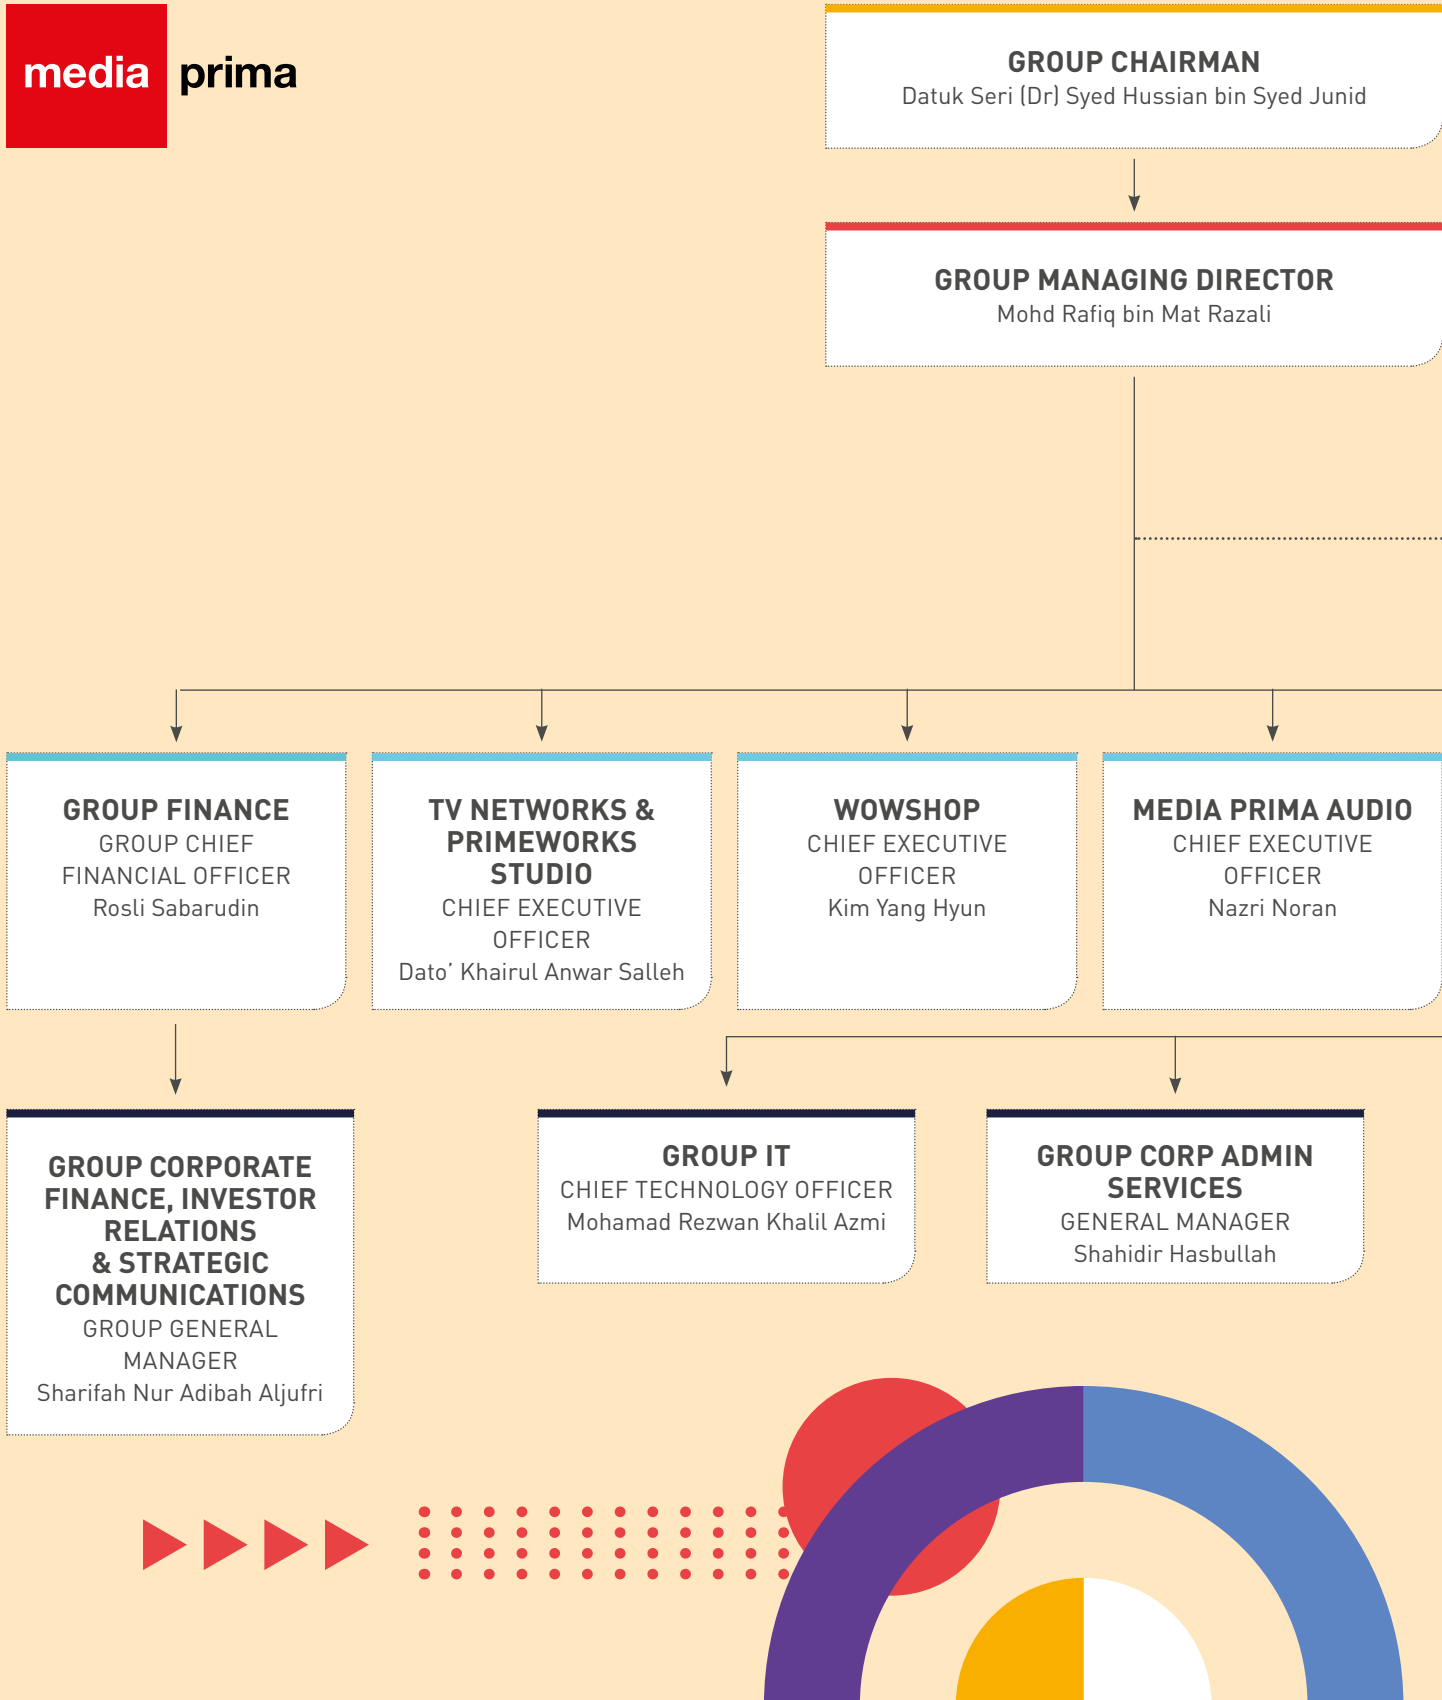 media prima
GROUP CHAIRMAN
Datuk Seri (Dr) Syed Hussian bin Syed Junid
GROUP MANAGING DIRECTOR
Mohd Rafiq bin Mat Razali
GROUP FINANCE
GROUP CHIEF
FINANCIAL OFFICER
Rosli Sabarudin
TV NETWORKS &
PRIMEWORKS
STUDIO
CHIEF EXECUTIVE
OFFICER
Dato’ Khairul Anwar Salleh
WOWSHOP
CHIEF EXECUTIVE
OFFICER
Kim Yang Hyun
MEDIA PRIMA AUDIO
CHIEF EXECUTIVE
OFFICER
Nazri Noran
GROUP CORPORATE
FINANCE, INVESTOR
RELATIONS
& STRATEGIC
COMMUNICATIONS
GROUP GENERAL
MANAGER
Sharifah Nur Adibah Aljufri
GROUP IT
CHIEF TECHNOLOGY OFFICER
Mohamad Rezwan Khalil Azmi
GROUP CORP ADMIN
SERVICES
GENERAL MANAGER
Shahidir Hasbullah